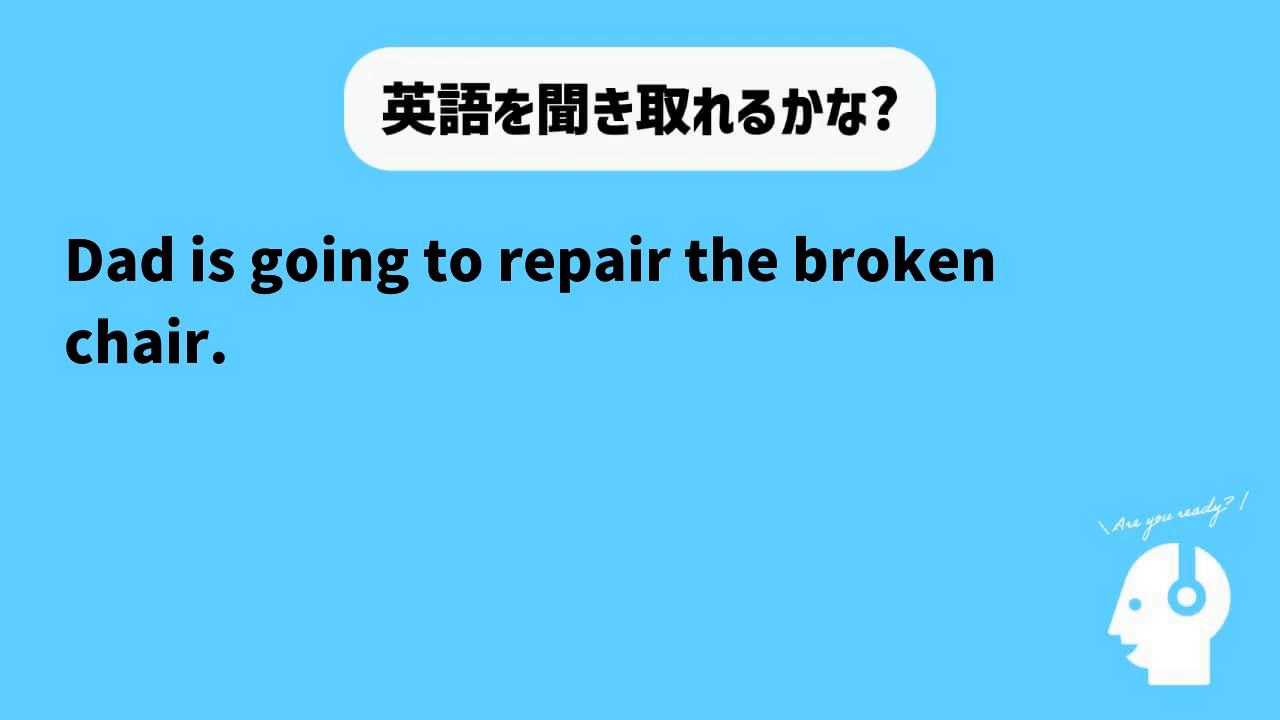 英語を聞き取れるかな?
Dad is going to repair the broken
chair.
\Are you ready?/